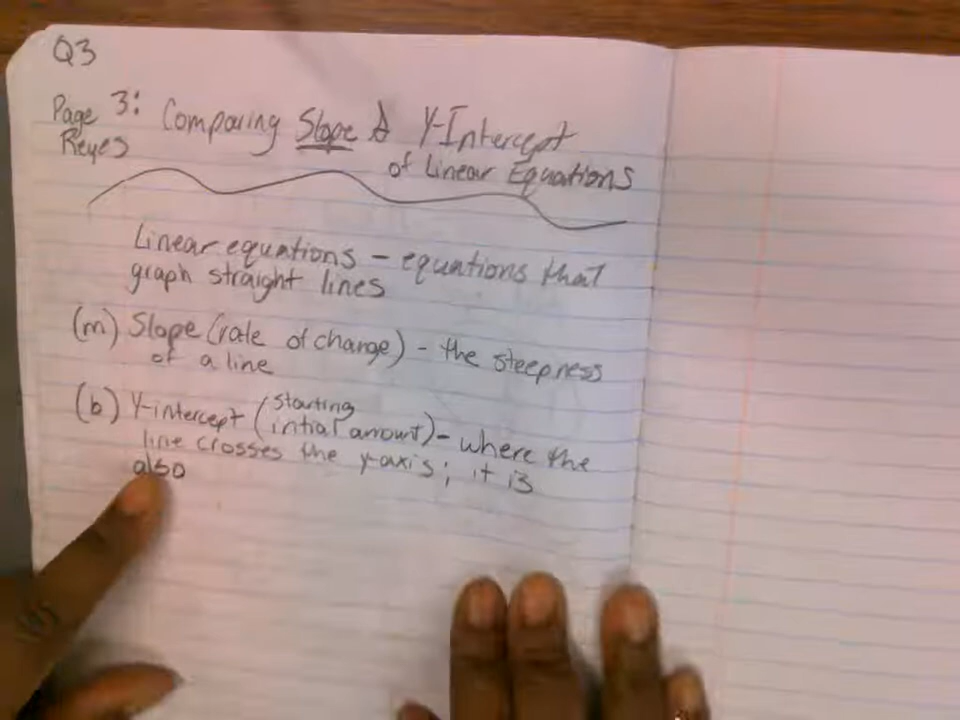 Q3
Page 3: Comparing Slope & Y-Intercept
Reyes of Linear Equations
Linear equations - equations that
graph straight lines
(m) Slope (rate of change) - the steepness
of a line
(b) Y-intercept (starting
intial amount) - where the
line crosses the y-axis; it is
also